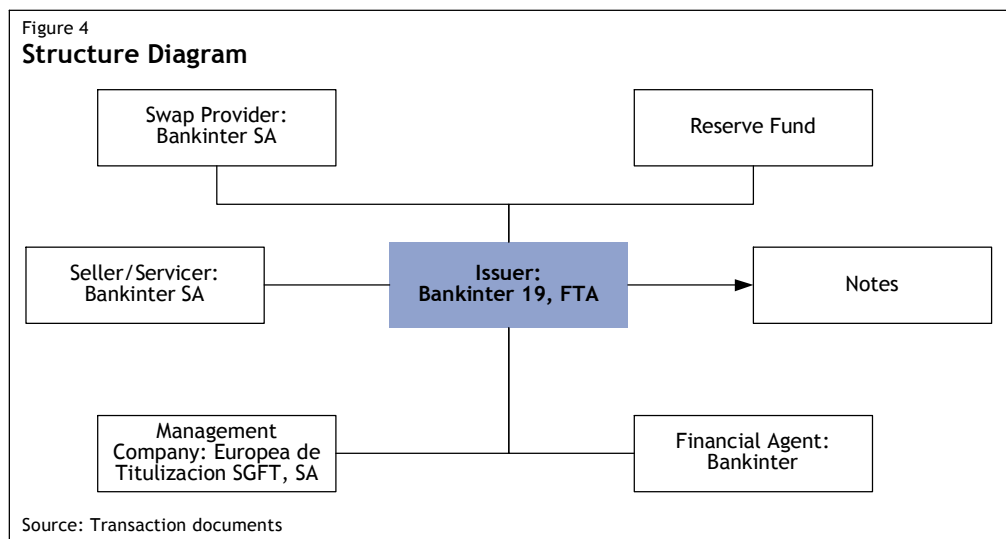 Figure 4
Structure Diagram
Swap Provider:
Bankinter SA
Reserve Fund
Seller/Servicer:
Bankinter SA
Issuer:
Bankinter 19, FTA
Notes
Management
Company: Europea de
Titulizacion SGFT, SA
Financial Agent:
Bankinter
Source: Transaction documents